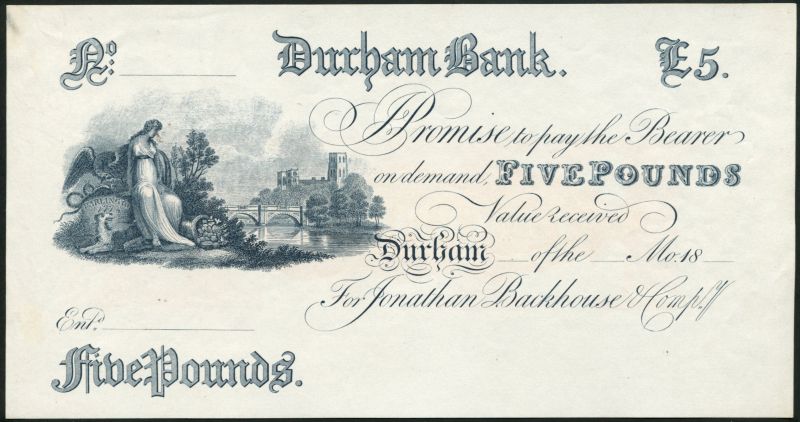 No: Durham Bank. £5.
I Promise to pay the Bearer
on demand, FIVE POUNDS
Value received
Durham of the Mo. 18
For Jonathan Backhouse & Compy
Entd
Five Pounds.